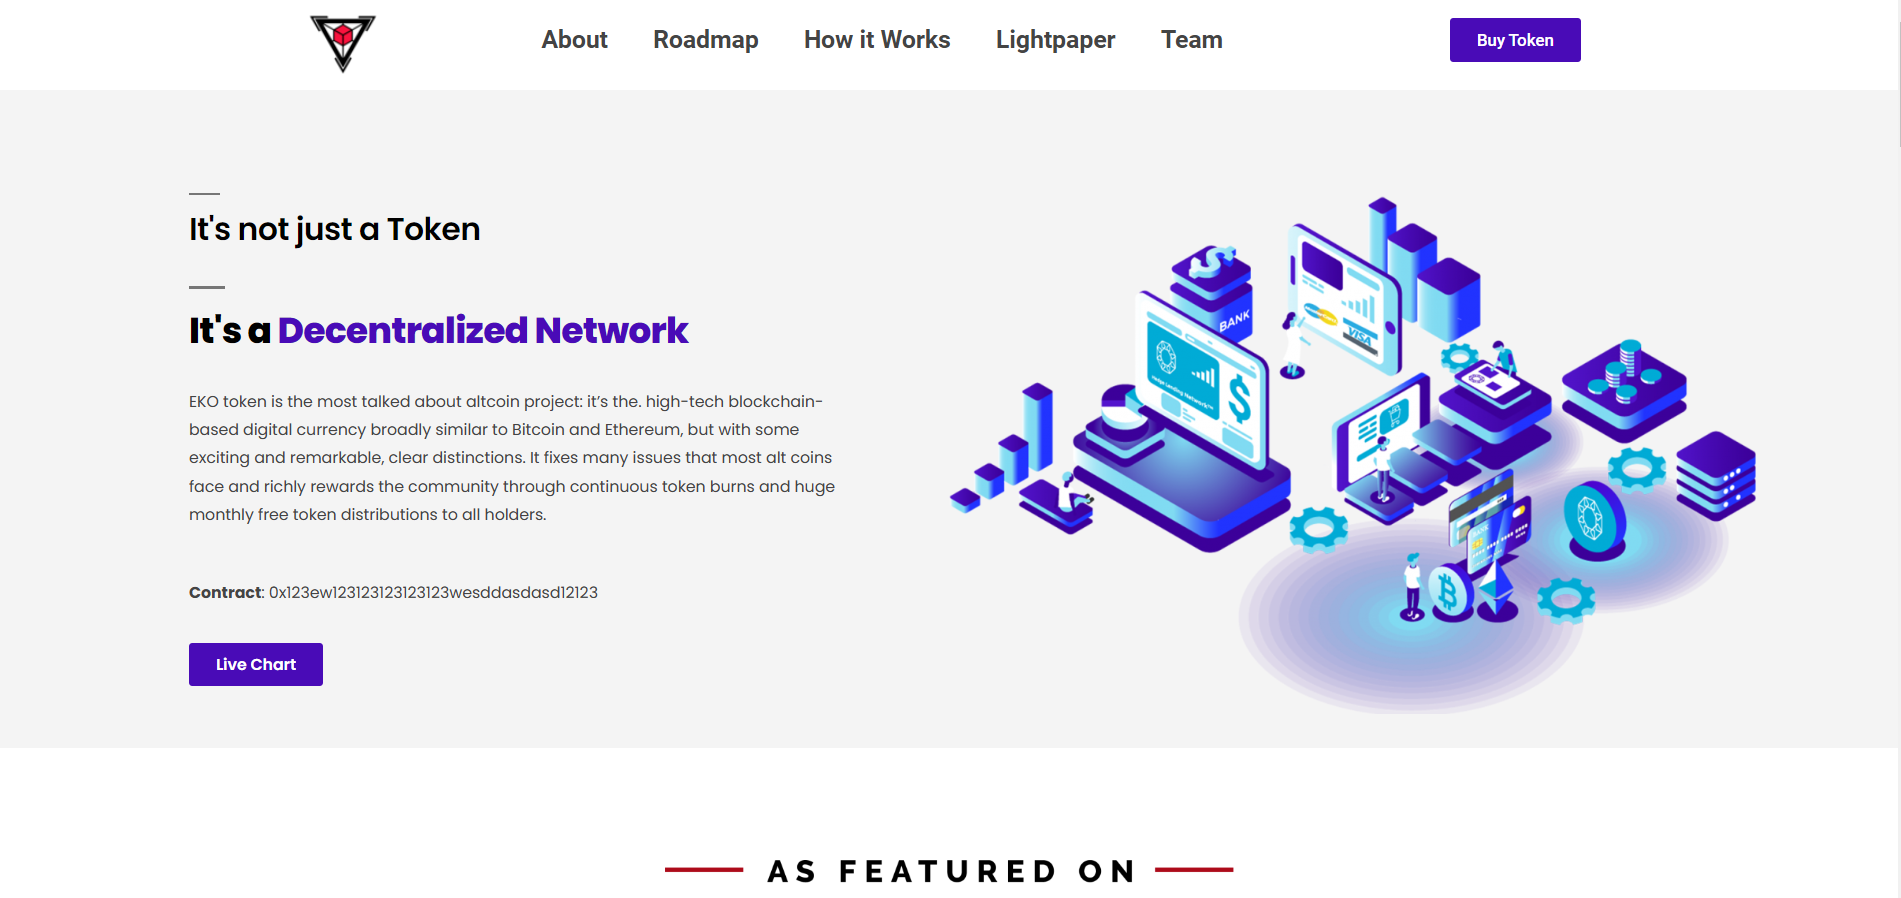 About Roadmap How it Works Lightpaper Team Buy Token
It's not just a Token
It's a Decentralized Network
EKO token is the most talked about altcoin project: it’s the. high-tech blockchain-
based digital currency broadly similar to Bitcoin and Ethereum, but with some
exciting and remarkable, clear distinctions. It fixes many issues that most alt coins
face and richly rewards the community through continuous token burns and huge
monthly free token distributions to all holders.
Contract: 0x123ew123123123123123wesddasdasd12123
Live Chart
BANK
VISA
Hedge Lending Network™
AS FEATURED ON